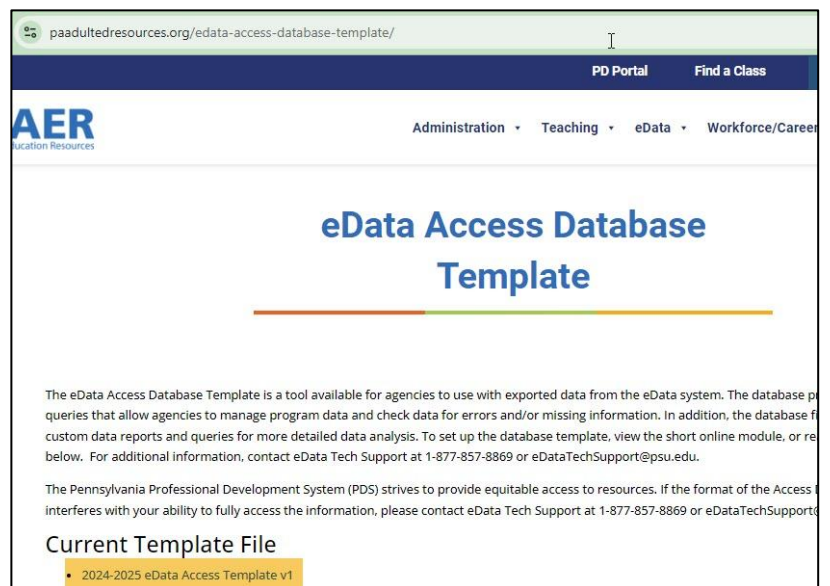 paadultedresources.org/edata-access-database-template/
PD Portal Find a Class
AER
ducation Resources
Administration Teaching eData Workforce/Career
eData Access Database
Template
The eData Access Database Template is a tool available for agencies to use with exported data from the eData system. The database p
queries that allow agencies to manage program data and check data for errors and/or missing information. In addition, the database f
custom data reports and queries for more detailed data analysis. To set up the database template, view the short online module, or re
below. For additional information, contact eData Tech Support at 1-877-857-8869 or eDataTechSupport@psu.edu.
The Pennsylvania Professional Development System (PDS) strives to provide equitable access to resources. If the format of the Access
interferes with your ability to fully access the information, please contact eData Tech Support at 1-877-857-8869 or eDataTechSupport
Current Template File
• 2024-2025 eData Access Template v1